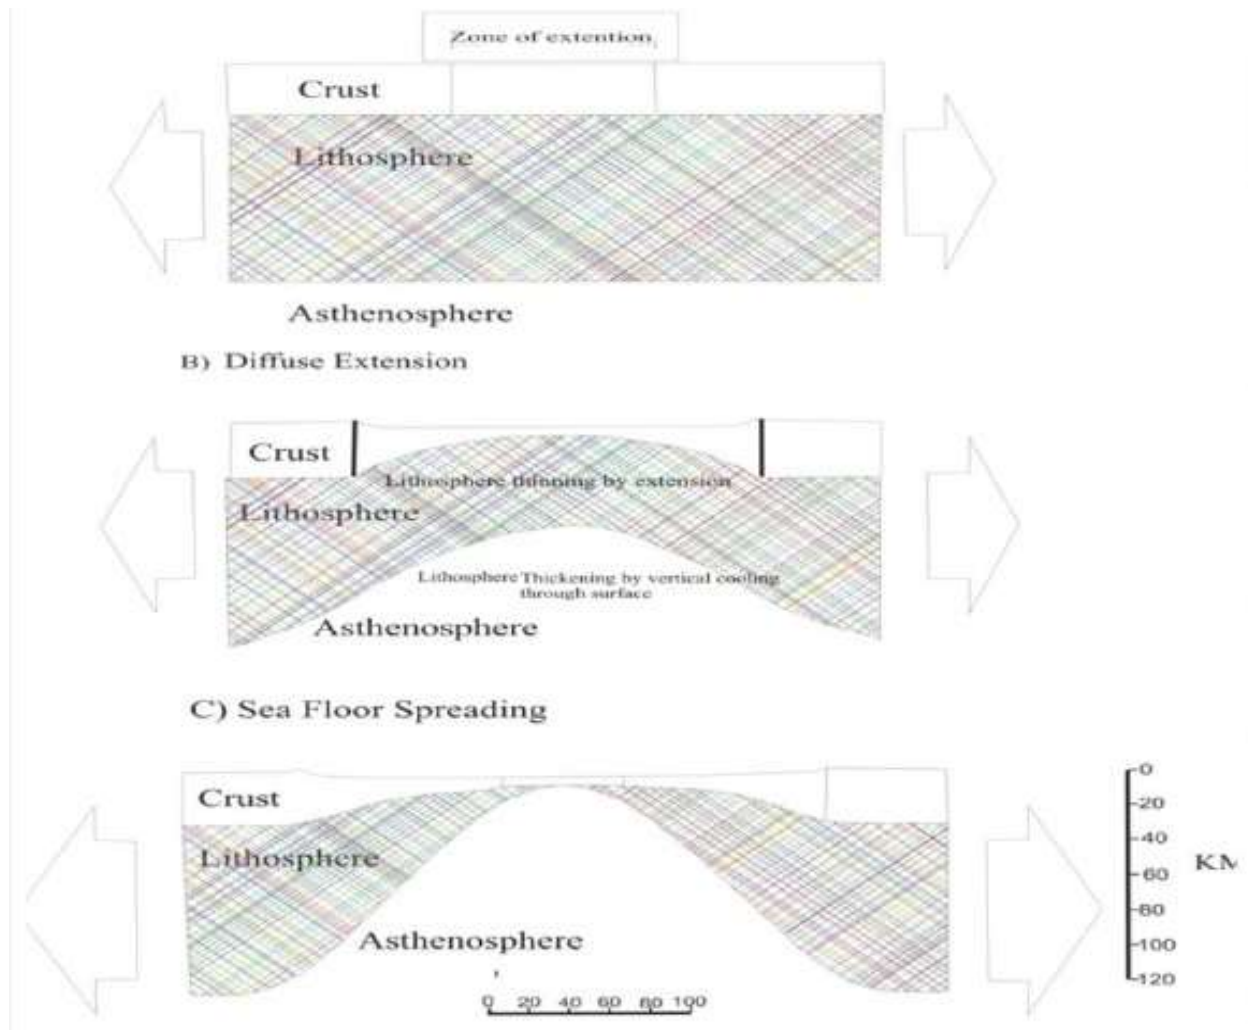 Zone of extention
Crust
Lithosphere
Asthenosphere
B) Diffuse Extension
Crust
Lithosphere thinning by extension
Lithosphere
Lithosphere Thickening by vertical cooling
through surface
Asthenosphere
C) Sea Floor Spreading
Crust
Lithosphere
Asthenosphere
0
20
40
60
80
100
120
KM
0 20 40 60 80 100